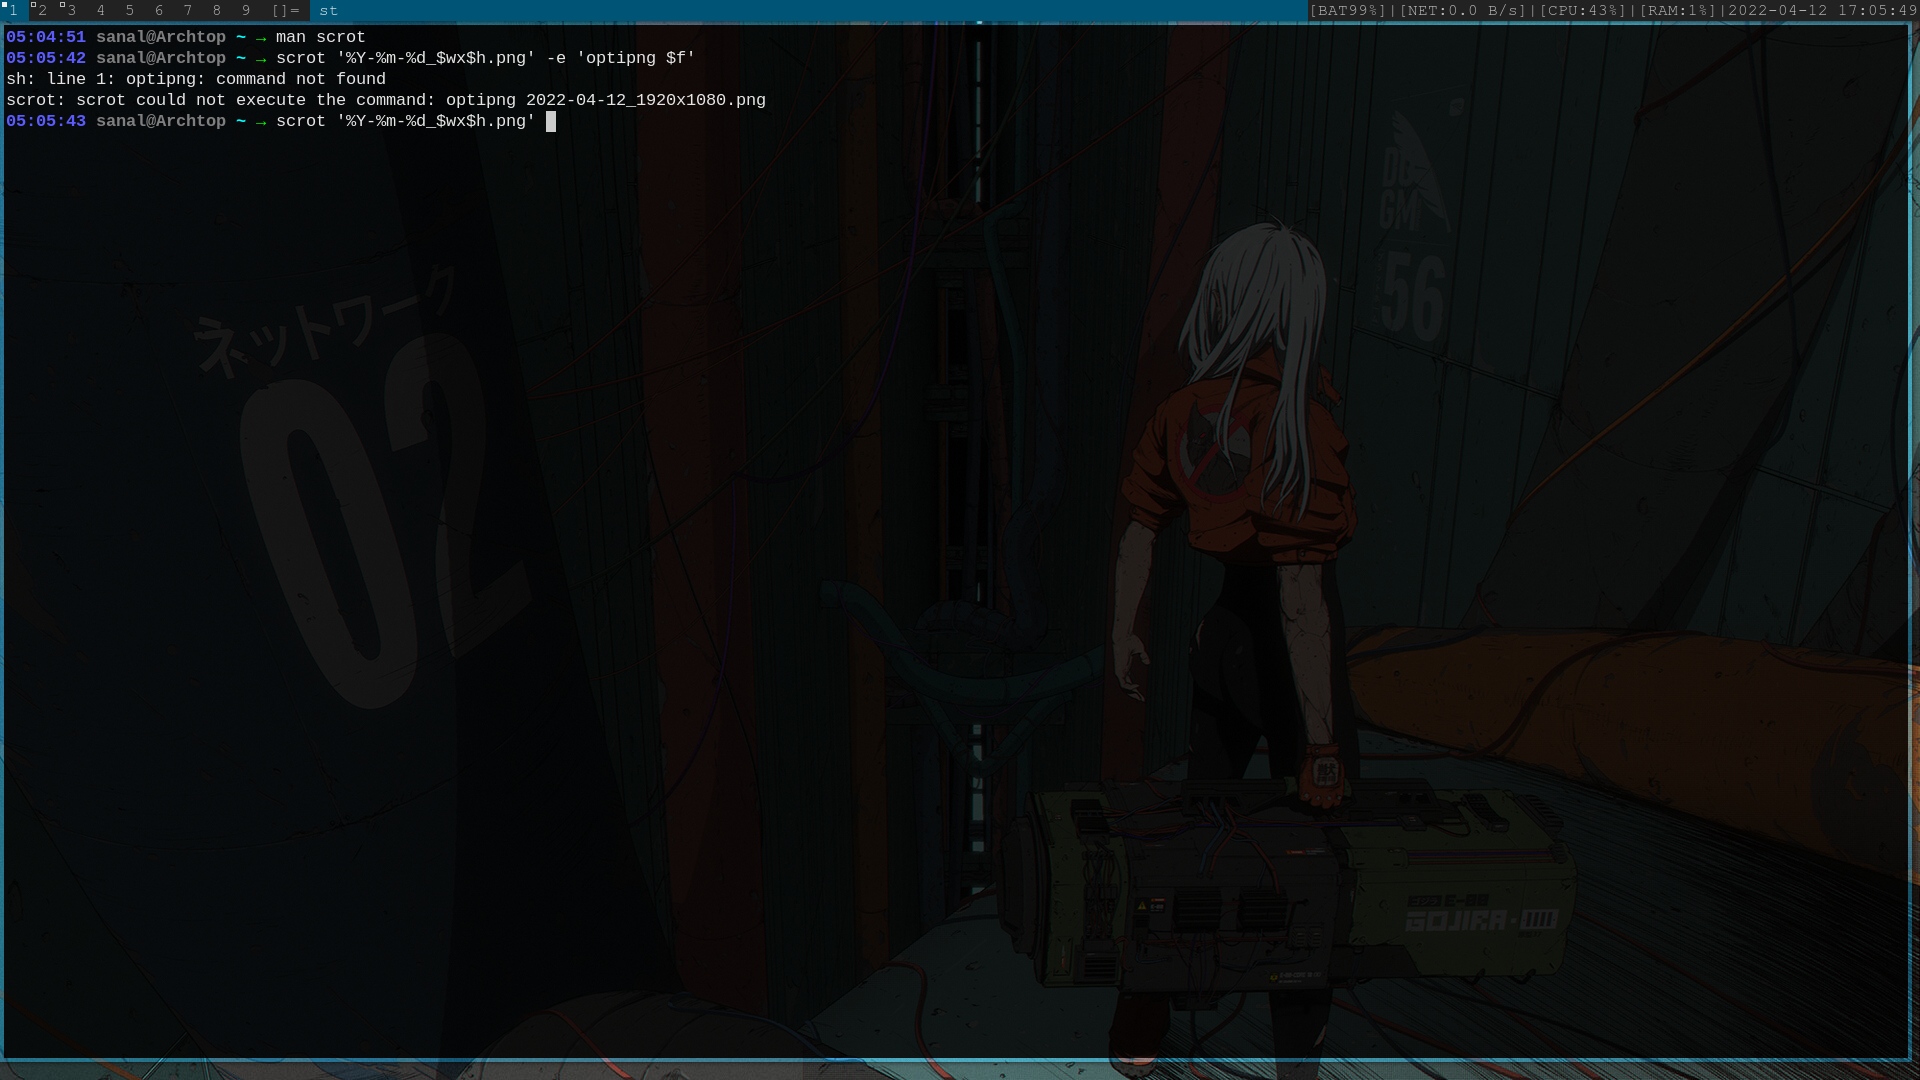 1 2 3 4 5 6 7 8 9 []= st [BAT99%]|[NET:0.0 B/s]|[CPU:43%]|[RAM:1%]|2022-04-12 17:05:49
05:04:51 sanal@Archtop ~ → man scrot
05:05:42 sanal@Archtop ~ → scrot '%Y-%m-%d_$wx$h.png' -e 'optipng $f'
sh: line 1: optipng: command not found
scrot: scrot could not execute the command: optipng 2022-04-12_1920x1080.png
05:05:43 sanal@Archtop ~ → scrot '%Y-%m-%d_$wx$h.png'
ネットワーク
02
GM
56
E-00
GOJIRA